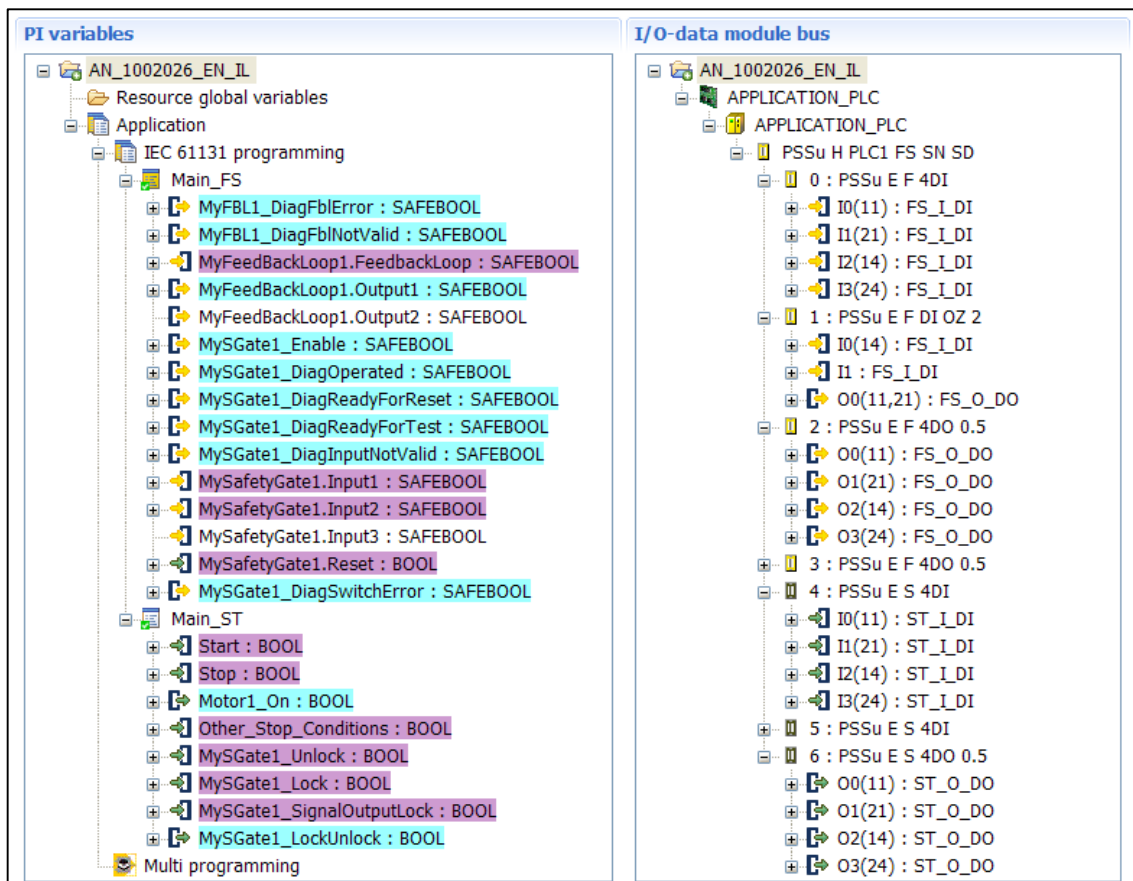 PI variables
AN_1002026_EN_IL
Resource global variables
Application
IEC 61131 programming
Main_FS
MyFBL1_DiagFblError : SAFEBOOL
MyFBL1_DiagFblNotValid : SAFEBOOL
MyFeedBackLoop1.FeedbackLoop : SAFEBOOL
MyFeedBackLoop1.Output1 : SAFEBOOL
MyFeedBackLoop1.Output2 : SAFEBOOL
MySGate1_Enable : SAFEBOOL
MySGate1_DiagOperated : SAFEBOOL
MySGate1_DiagReadyForReset : SAFEBOOL
MySGate1_DiagReadyForTest : SAFEBOOL
MySGate1_DiagInputNotValid : SAFEBOOL
MySafetyGate1.Input1 : SAFEBOOL
MySafetyGate1.Input2 : SAFEBOOL
MySafetyGate1.Input3 : SAFEBOOL
MySafetyGate1.Reset : BOOL
MySGate1_DiagSwitchError : SAFEBOOL
Main_ST
Start : BOOL
Stop : BOOL
Motor1_On : BOOL
Other_Stop_Conditions : BOOL
MySGate1_Unlock : BOOL
MySGate1_Lock : BOOL
MySGate1_SignalOutputLock : BOOL
MySGate1_LockUnlock : BOOL
Multi programming
I/O-data module bus
AN_1002026_EN_IL
APPLICATION_PLC
APPLICATION_PLC
PSSu H PLC1 FS SN SD
0 : PSSu E F 4DI
I0(11) : FS_I_DI
I1(21) : FS_I_DI
I2(14) : FS_I_DI
I3(24) : FS_I_DI
1 : PSSu E F DI OZ 2
I0(14) : FS_I_DI
I1 : FS_I_DI
O0(11,21) : FS_O_DO
2 : PSSu E F 4DO 0.5
O0(11) : FS_O_DO
O1(21) : FS_O_DO
O2(14) : FS_O_DO
O3(24) : FS_O_DO
3 : PSSu E F 4DO 0.5
4 : PSSu E S 4DI
I0(11) : ST_I_DI
I1(21) : ST_I_DI
I2(14) : ST_I_DI
I3(24) : ST_I_DI
5 : PSSu E S 4DI
6 : PSSu E S 4DO 0.5
O0(11) : ST_O_DO
O1(21) : ST_O_DO
O2(14) : ST_O_DO
O3(24) : ST_O_DO